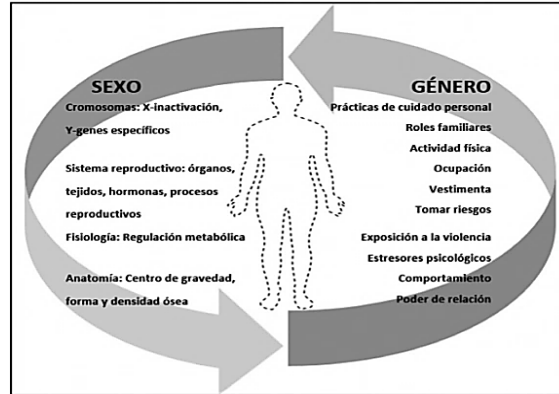 SEXO
Cromosomas: X-inactivación,
Y-genes específicos
Sistema reproductivo: órganos,
tejidos, hormonas, procesos
reproductivos
Fisiología: Regulación metabólica
Anatomía: Centro de gravedad,
forma y densidad ósea
GÉNERO
Prácticas de cuidado personal
Roles familiares
Actividad física
Ocupación
Vestimenta
Tomar riesgos
Exposición a la violencia
Estresores psicológicos
Comportamiento
Poder de relación